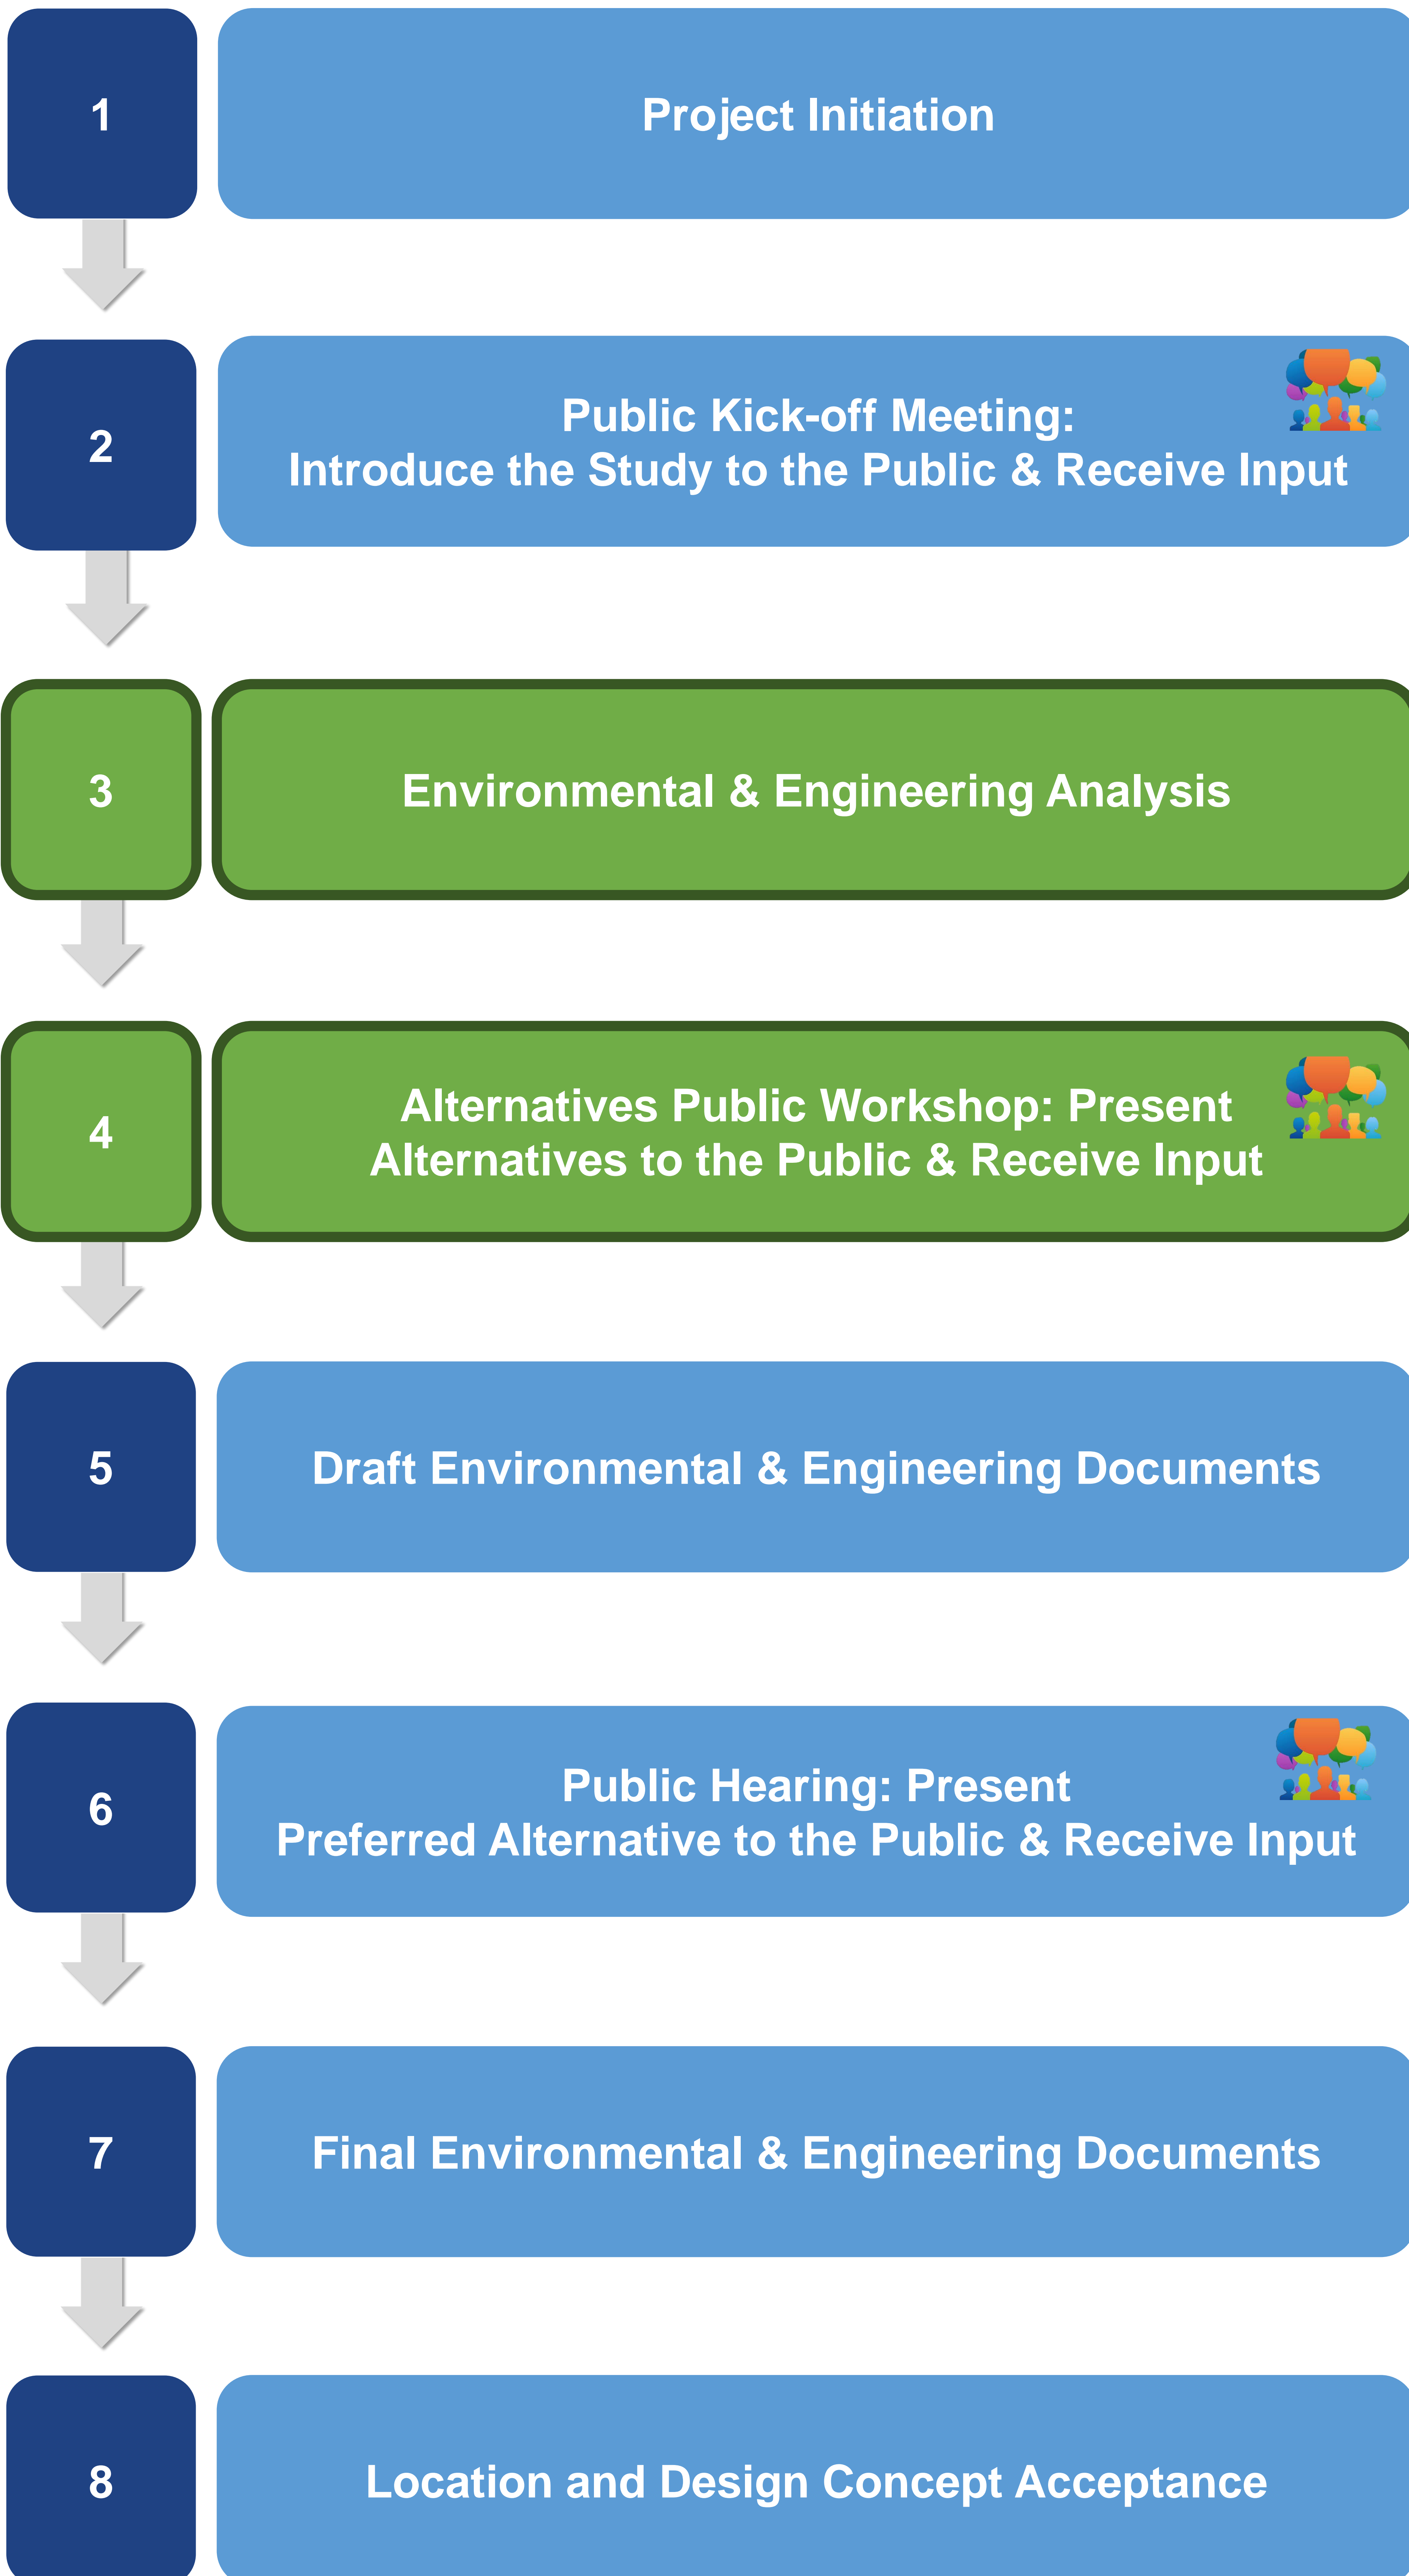 1
Project Initiation
2
Public Kick-off Meeting:
Introduce the Study to the Public & Receive Input
3
Environmental & Engineering Analysis
4
Alternatives Public Workshop: Present
Alternatives to the Public & Receive Input
5
Draft Environmental & Engineering Documents
6
Public Hearing: Present
Preferred Alternative to the Public & Receive Input
7
Final Environmental & Engineering Documents
8
Location and Design Concept Acceptance